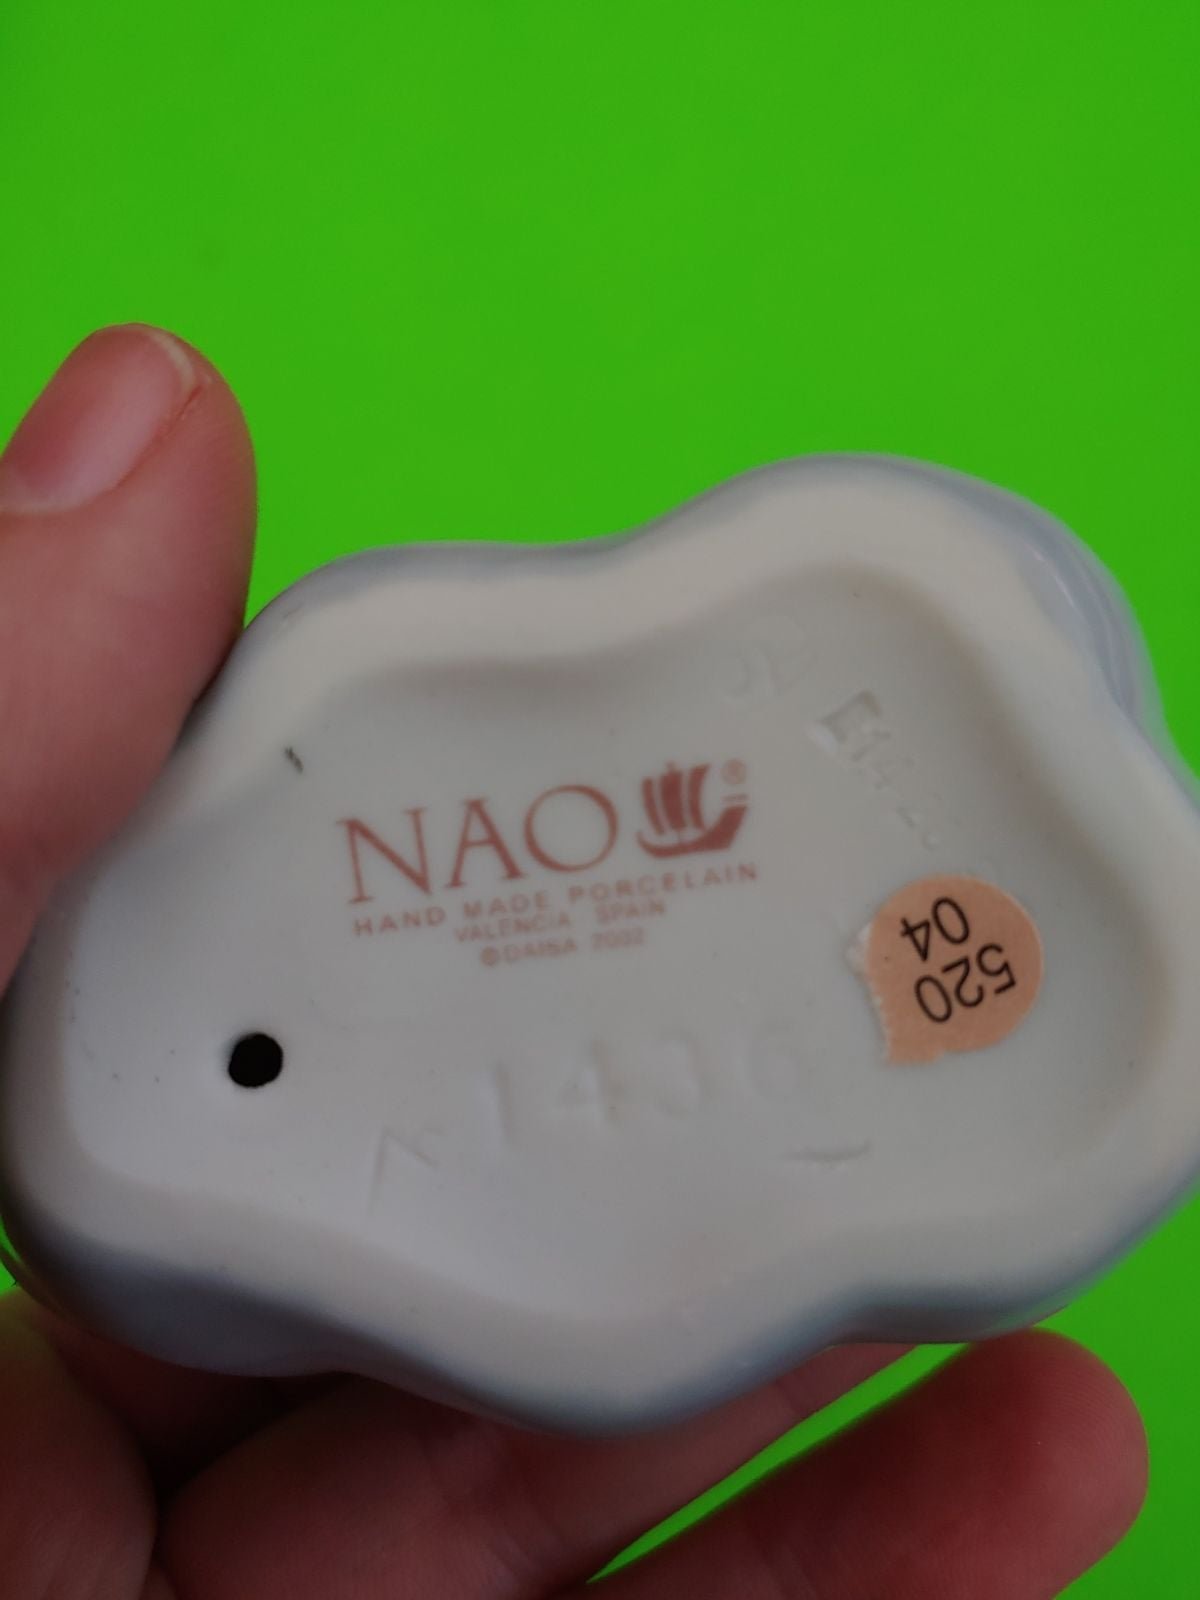 NAO ®
HAND MADE PORCELAIN
VALENCIA SPAIN
©DAISA 2002
1436
520
04